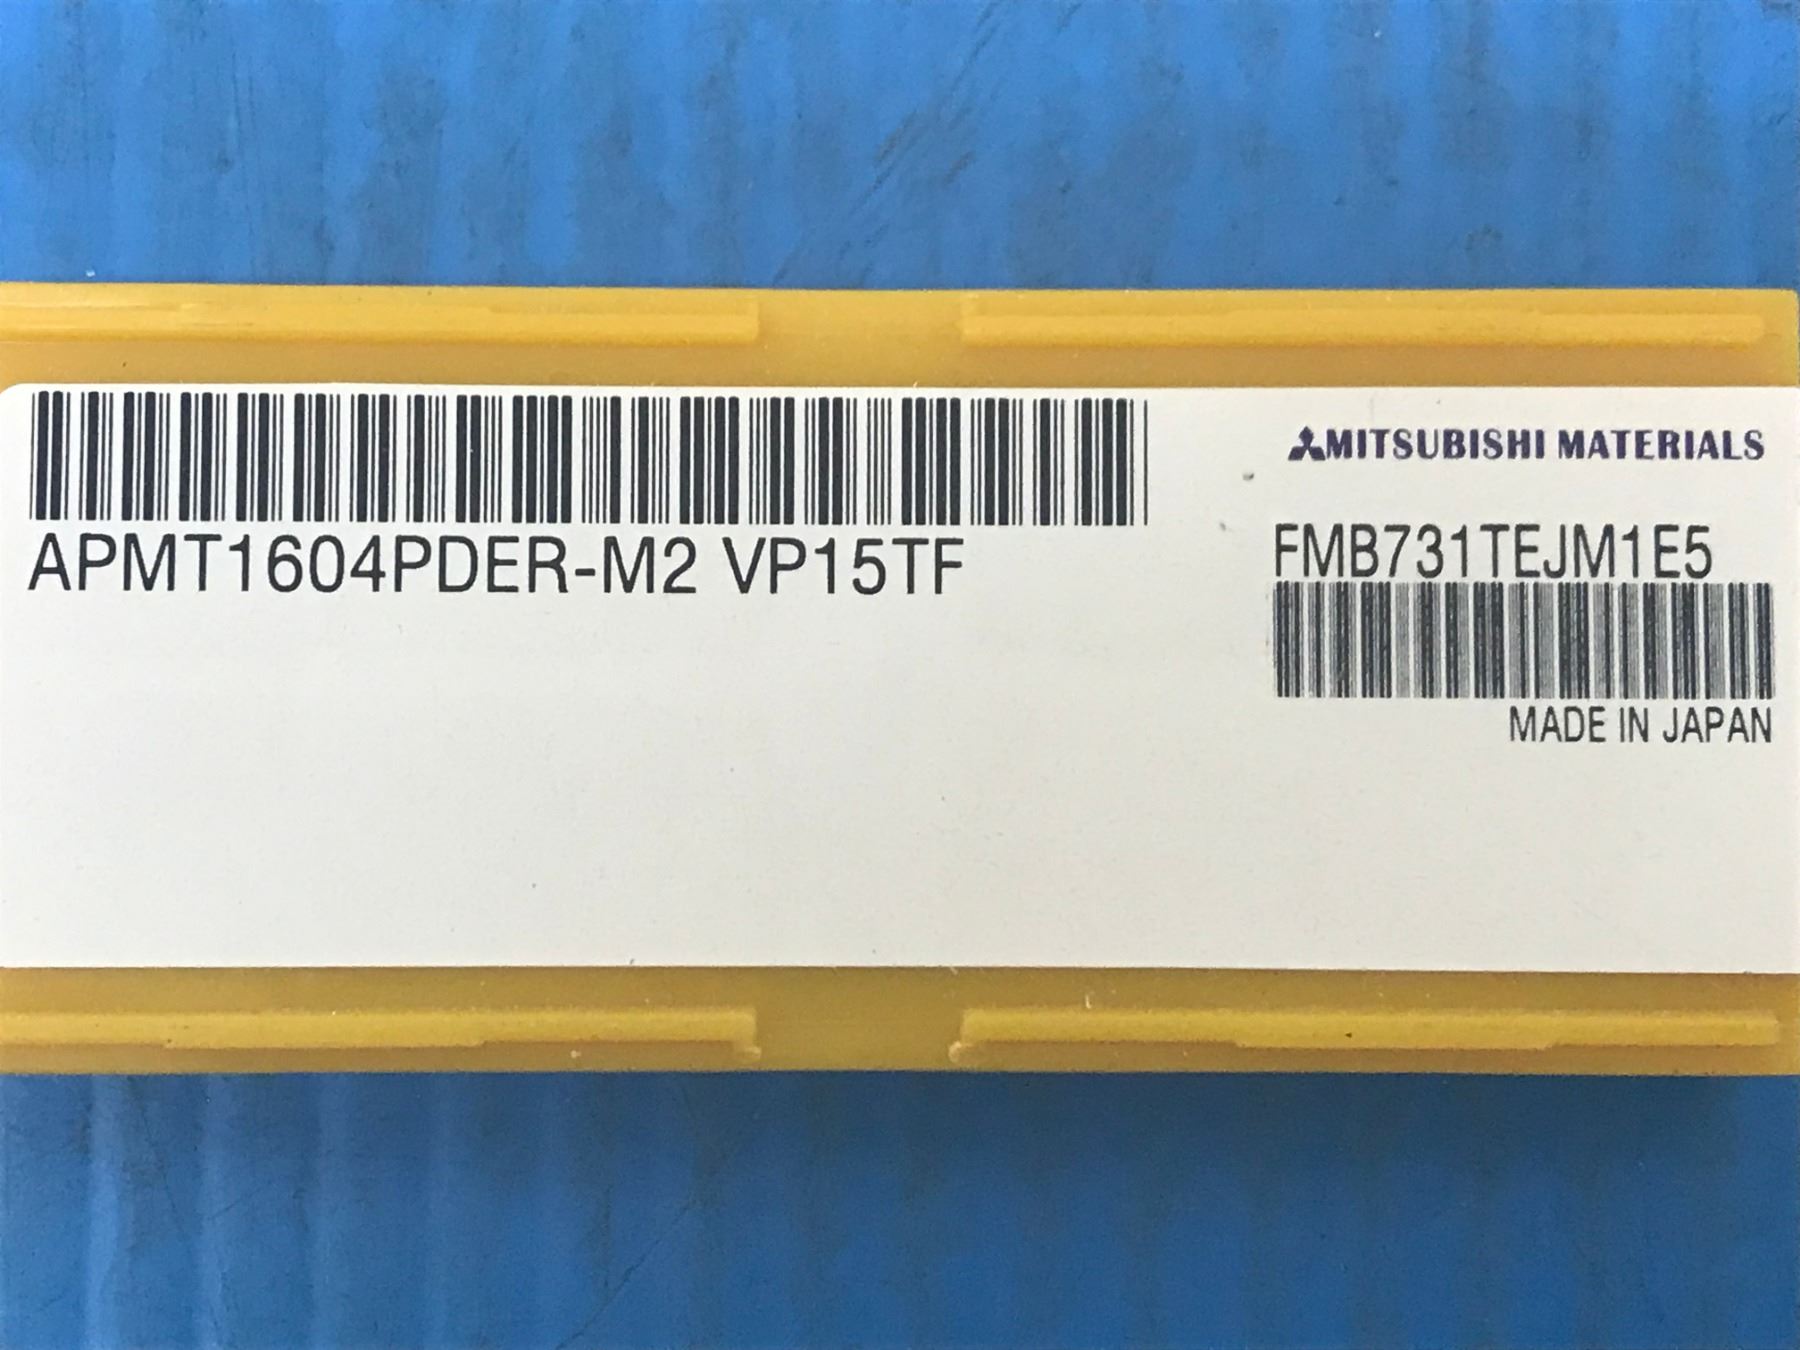 APMT1604PDER-M2 VP15TF
MITSUBISHI MATERIALS
FMB731TEJM1E5
MADE IN JAPAN